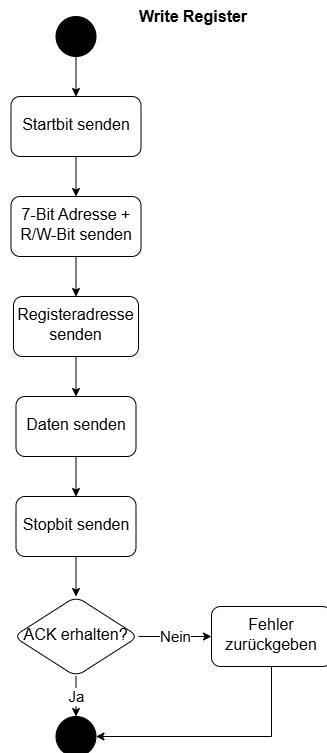 Write Register
Startbit senden
7-Bit Adresse +
R/W-Bit senden
Registeradresse
senden
Daten senden
Stopbit senden
ACK erhalten?
Nein
Fehler
zurückgeben
Ja